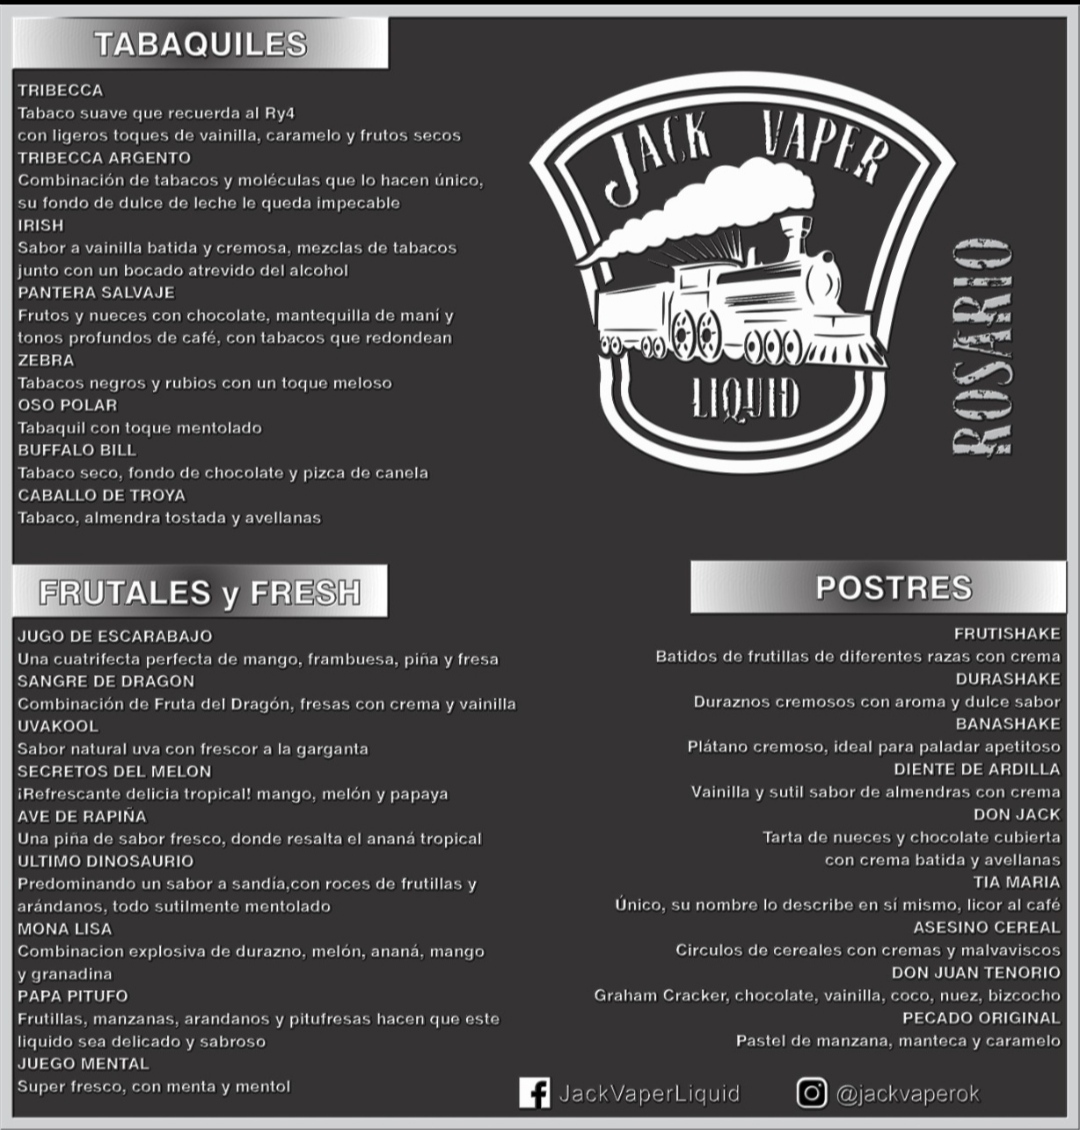 TABAQUILES
TRIBECCA
Tabaco suave que recuerda al Ry4
con ligeros toques de vainilla, caramelo y frutos secos
TRIBECCA ARGENTO
Combinación de tabacos y moléculas que lo hacen único,
su fondo de dulce de leche le queda impecable
IRISH
Sabor a vainilla batida y cremosa, mezclas de tabacos
junto con un bocado atrevido del alcohol
PANTERA SALVAJE
Frutos y nueces con chocolate, mantequilla de maní y
tonos profundos de café, con tabacos que redondean
ZEBRA
Tabacos negros y rubios con un toque meloso
OSO POLAR
Tabaquil con toque mentolado
BUFFALO BILL
Tabaco seco, fondo de chocolate y pizca de canela
CABALLO DE TROYA
Tabaco, almendra tostada y avellanas
JACK VAPER
LIQUID
ROSARIO
FRUTALES y FRESH
JUGO DE ESCARABAJO
Una cuatrifecta perfecta de mango, frambuesa, piña y fresa
SANGRE DE DRAGON
Combinación de Fruta del Dragón, fresas con crema y vainilla
UVAKOOL
Sabor natural uva con frescor a la garganta
SECRETOS DEL MELON
¡Refrescante delicia tropical! mango, melón y papaya
AVE DE RAPIÑA
Una piña de sabor fresco, donde resalta el ananá tropical
ULTIMO DINOSAURIO
Predominando un sabor a sandía,con roces de frutillas y
arándanos, todo sutilmente mentolado
MONA LISA
Combinacion explosiva de durazno, melón, ananá, mango
y granadina
PAPA PITUFO
Frutillas, manzanas, arandanos y pitufresas hacen que este
liquido sea delicado y sabroso
JUEGO MENTAL
Super fresco, con menta y mentol
POSTRES
FRUTISHAKE
Batidos de frutillas de diferentes razas con crema
DURASHAKE
Duraznos cremosos con aroma y dulce sabor
BANASHAKE
Plátano cremoso, ideal para paladar apetitoso
DIENTE DE ARDILLA
Vainilla y sutil sabor de almendras con crema
DON JACK
Tarta de nueces y chocolate cubierta
con crema batida y avellanas
TIA MARIA
Único, su nombre lo describe en sí mismo, licor al café
ASESINO CEREAL
Circulos de cereales con cremas y malvaviscos
DON JUAN TENORIO
Graham Cracker, chocolate, vainilla, coco, nuez, bizcocho
PECADO ORIGINAL
Pastel de manzana, manteca y caramelo
JackVaperLiquid
@jackvaperok